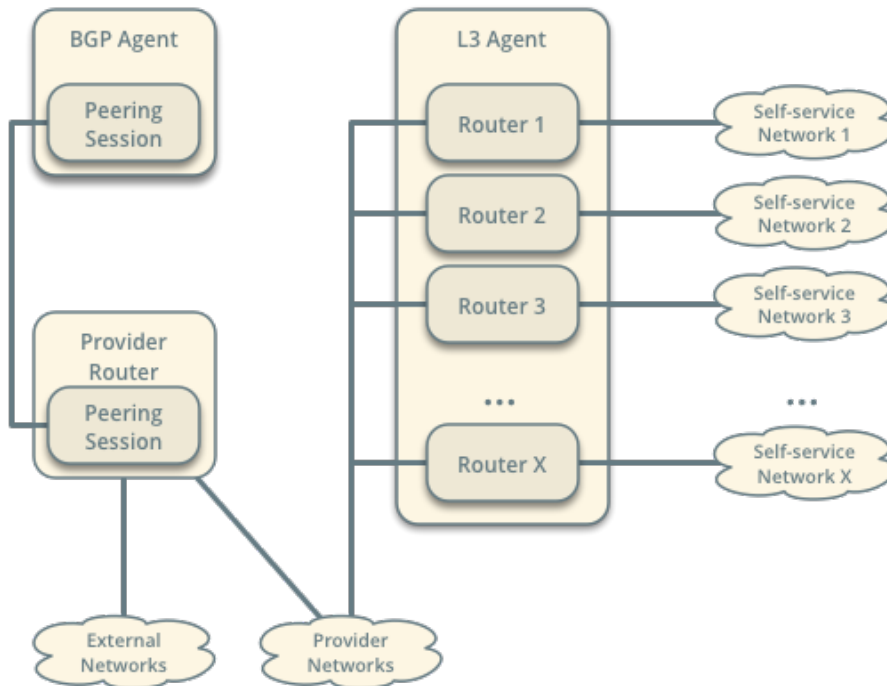 BGP Agent
Peering
Session
Provider
Router
Peering
Session
External
Networks
Provider
Networks
L3 Agent
Router 1
Router 2
Router 3
...
Router X
Self-service
Network 1
Self-service
Network 2
Self-service
Network 3
...
Self-service
Network X